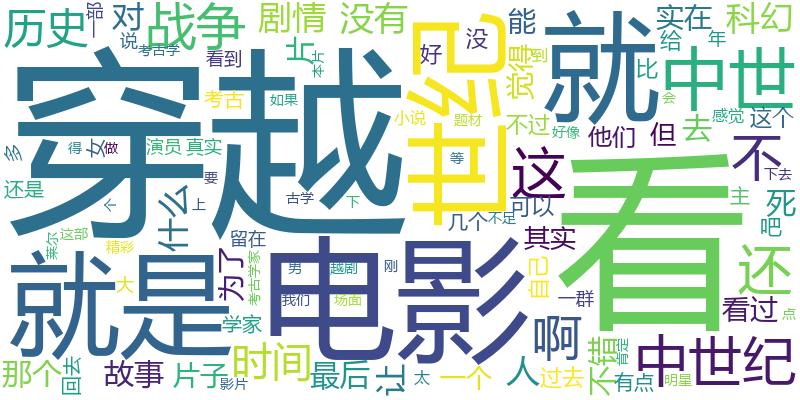 历史
一部
对
战争
剧情
没有
能
实在
科幻
说
考古学
看到
片
本片
好
没
觉得
到
给
年
穿越
世纪
就
中世
比
考古
如果
小说
题材
不过
好像
会
感觉
这个
多
得
女
做
演员
真实
等
他们
但
去
不
下去
还是
个
上
要
古学
下
这
可以
主
死
吧
莱尔
这部
什么
几个
不足
看
精彩
留在
其实
就是
为了
考古学家
男
越剧
刚
电影
自己
还
大
我们
场面
一群
看过
点
学家
啊
那个
回去
故事
片子
时间
影片
最后
让
太
一个
人
过去
不错
肯定
有点
中世纪
明星